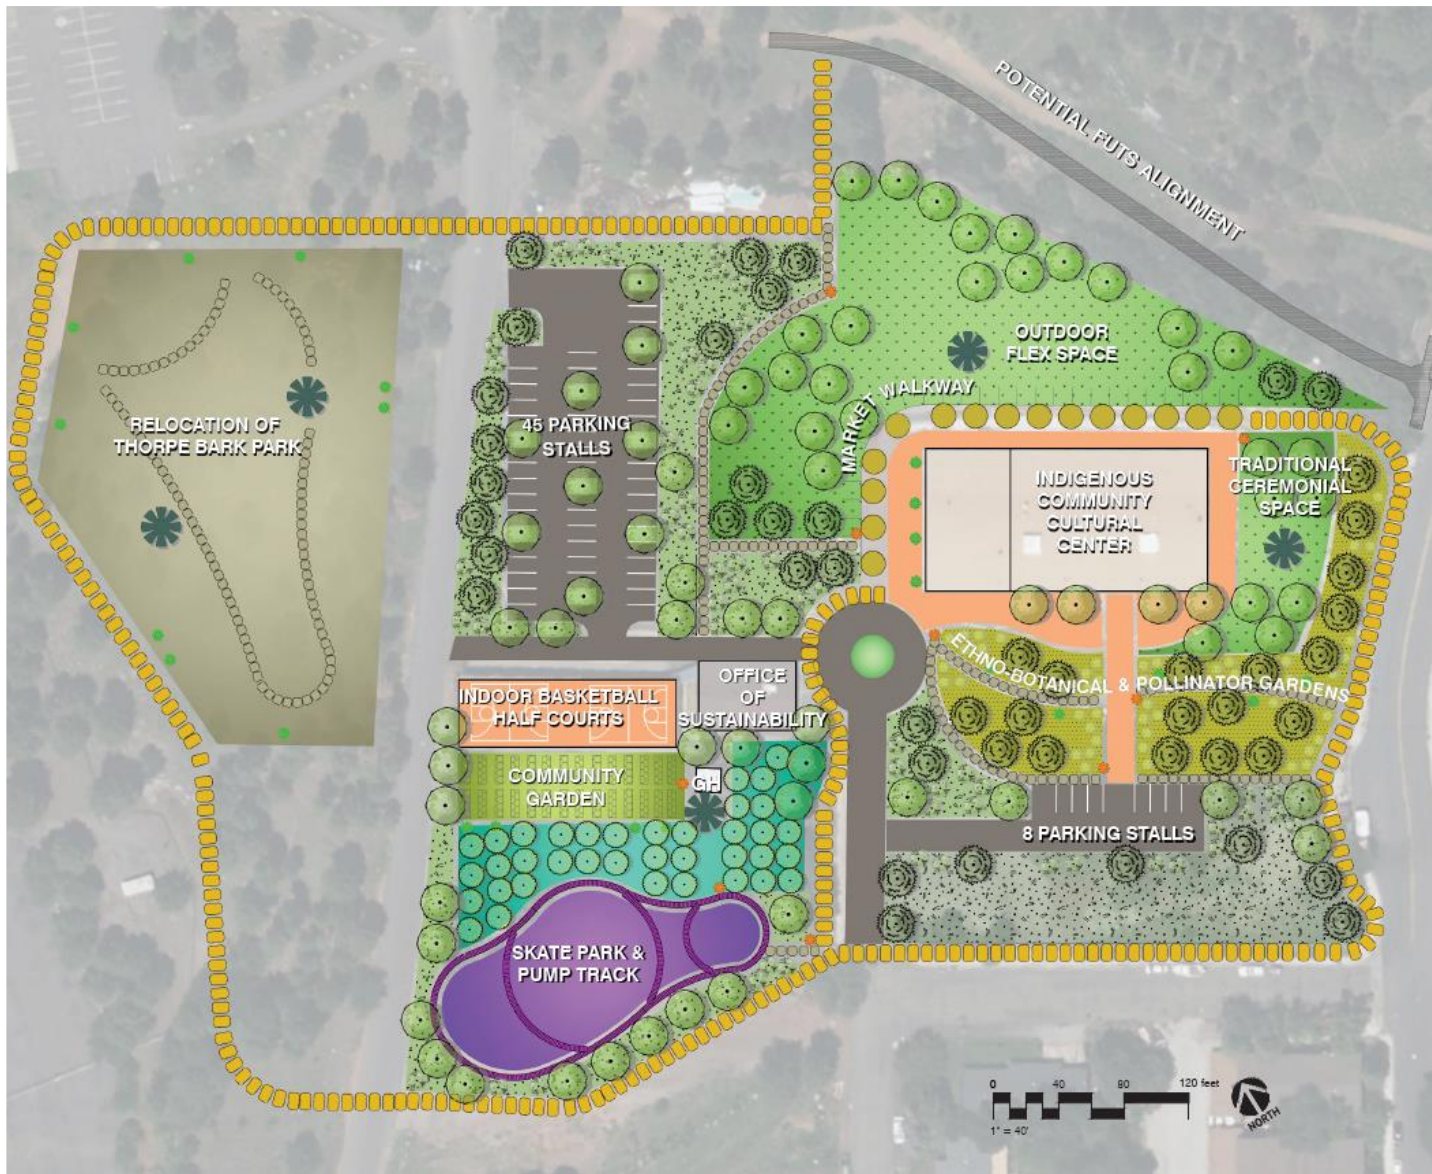 POTENTIAL FUTS ALIGNMENT
OUTDOOR
FLEX SPACE
MARKET WALKWAY
RELOCATION OF
THORPE BARK PARK
45 PARKING
STALLS
INDIGENOUS
COMMUNITY
CULTURAL
CENTER
TRADITIONAL
CEREMONIAL
SPACE
ETHNO-BOTANICAL & POLLINATOR GARDENS
OFFICE
OF
SUSTAINABILITY
INDOOR BASKETBALL
HALF COURTS
COMMUNITY
GARDEN
GH
8 PARKING STALLS
SKATE PARK &
PUMP TRACK
0 40 80 120 feet
1" = 40'
NORTH